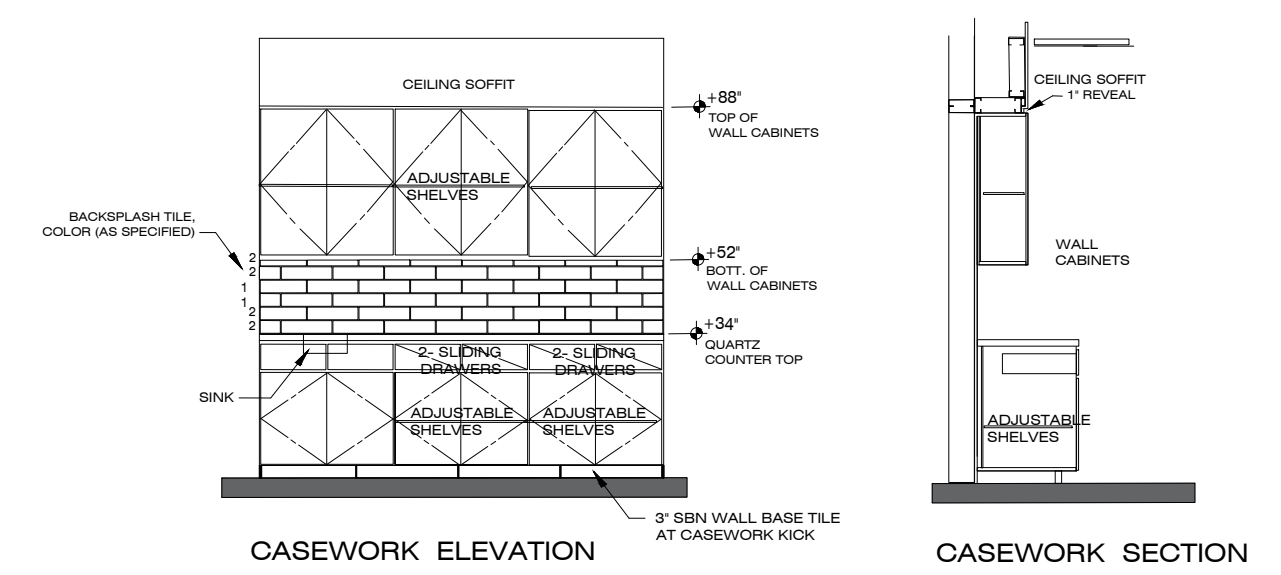 CEILING SOFFIT
+88"
TOP OF
WALL CABINETS
ADJUSTABLE
SHELVES
BACKSPLASH TILE,
COLOR (AS SPECIFIED)
2
2
1
1
2
2
+52"
BOTT. OF
WALL CABINETS
+34"
QUARTZ
COUNTER TOP
2- SLIDING
DRAWERS
2- SLIDING
DRAWERS
SINK
ADJUSTABLE
SHELVES
ADJUSTABLE
SHELVES
3" SBN WALL BASE TILE
AT CASEWORK KICK
CASEWORK ELEVATION
CEILING SOFFIT
1" REVEAL
WALL
CABINETS
ADJUSTABLE
SHELVES
CASEWORK SECTION